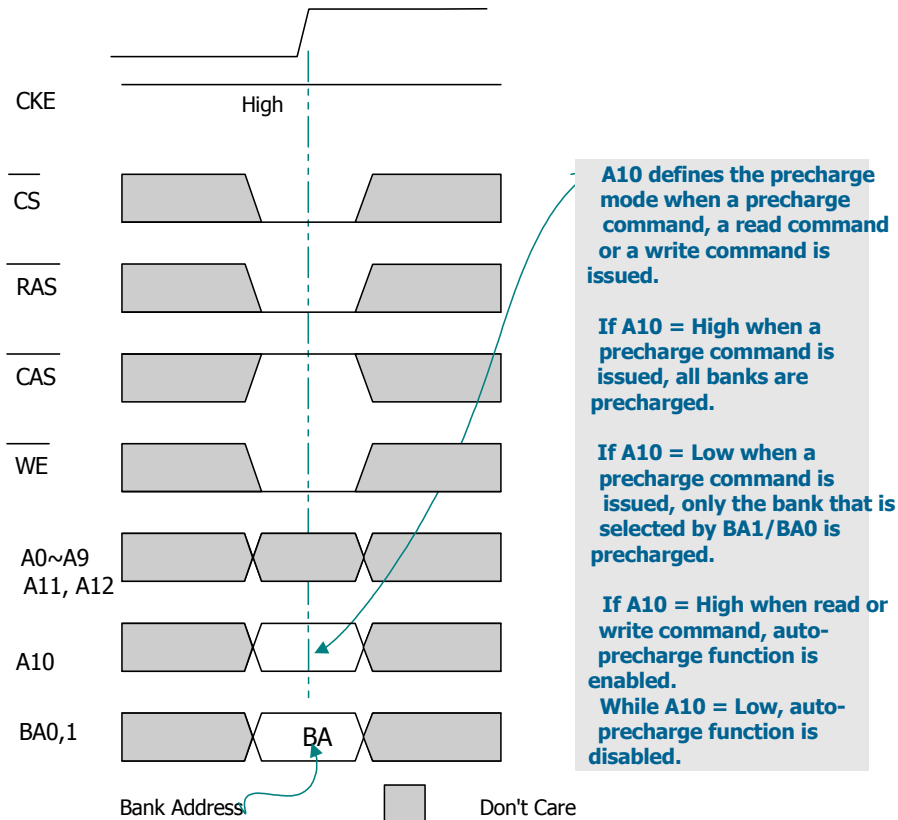 CKE
High
C̅S̅
R̅A̅S̅
C̅A̅S̅
W̅E̅
A0~A9
A11, A12
A10
BA0,1
BA
Bank Address
Don't Care
A10 defines the precharge
mode when a precharge
command, a read command
or a write command is
issued.
If A10 = High when a
precharge command is
issued, all banks are
precharged.
If A10 = Low when a
precharge command is
issued, only the bank that is
selected by BA1/BA0 is
precharged.
If A10 = High when read or
write command, auto-
precharge function is
enabled.
While A10 = Low, auto-
precharge function is
disabled.